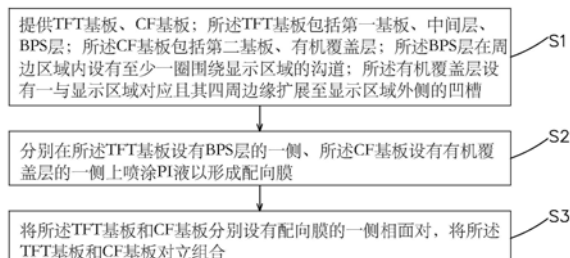 提供TFT基板、CF基板；所述TFT基板包括第一基板、中间层、
BPS层；所述CF基板包括第二基板、有机覆盖层；所述BPS层在周
边区域内设有至少一圈围绕显示区域的沟道；所述有机覆盖层设
有一与显示区域对应且其四周边缘扩展至显示区域外侧的凹槽
S1
分别在所述TFT基板设有BPS层的一侧、所述CF基板设有有机覆
盖层的一侧上喷涂PI液以形成配向膜
S2
将所述TFT基板和CF基板分别设有配向膜的一侧相面对，将所述
TFT基板和CF基板对立组合
S3